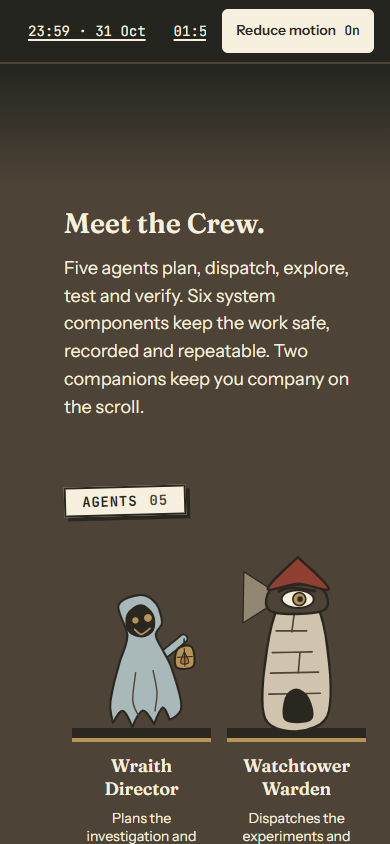 23:59 · 31 Oct 01:5 Reduce motion On
Meet the Crew.
Five agents plan, dispatch, explore,
test and verify. Six system
components keep the work safe,
recorded and repeatable. Two
companions keep you company on
the scroll.
AGENTS 05
Wraith
Director
Plans the
investigation and
Watchtower
Warden
Dispatches the
experiments and